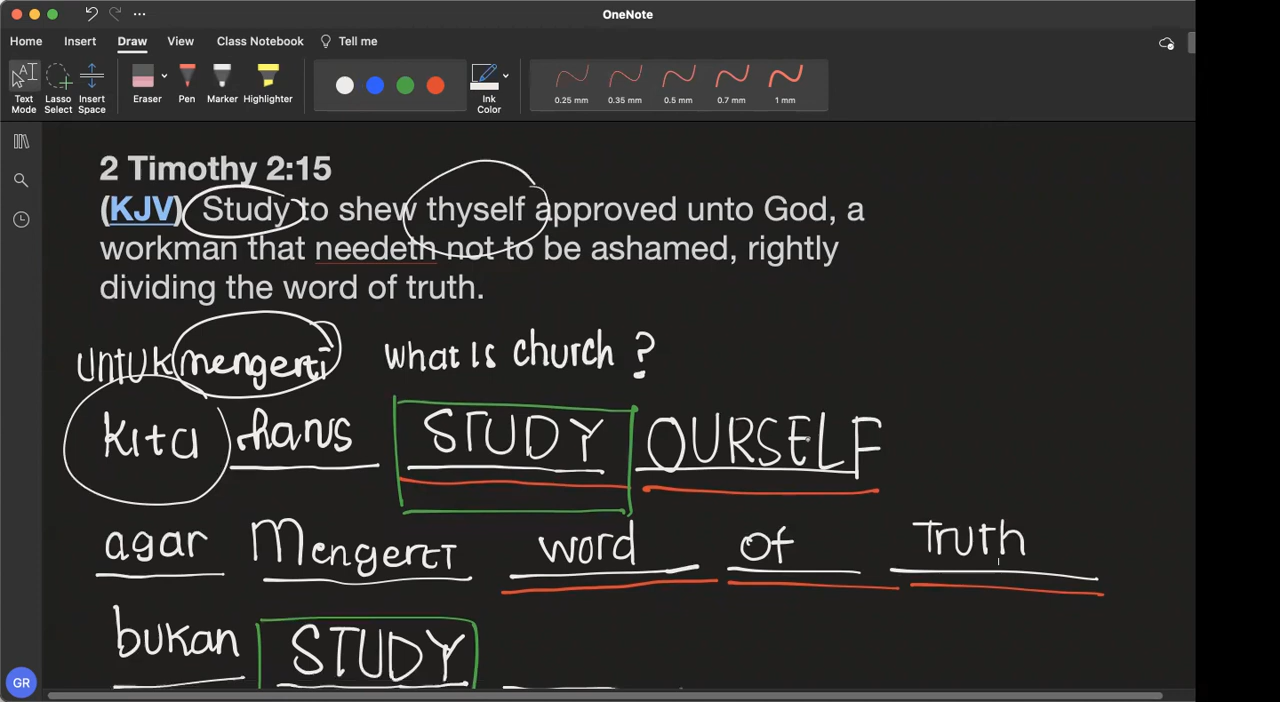 OneNote
Home Insert Draw View Class Notebook Tell me
Text Mode Lasso Select Insert Space Eraser Pen Marker Highlighter Ink Color 0.25 mm 0.35 mm 0.5 mm 0.7 mm 1 mm
2 Timothy 2:15
(KJV) Study to shew thyself approved unto God, a
workman that needeth not to be ashamed, rightly
dividing the word of truth.
untuk mengerti what is church ?
kita harus STUDY OURSELF
agar Mengerti word of Truth
bukan STUDY
GR